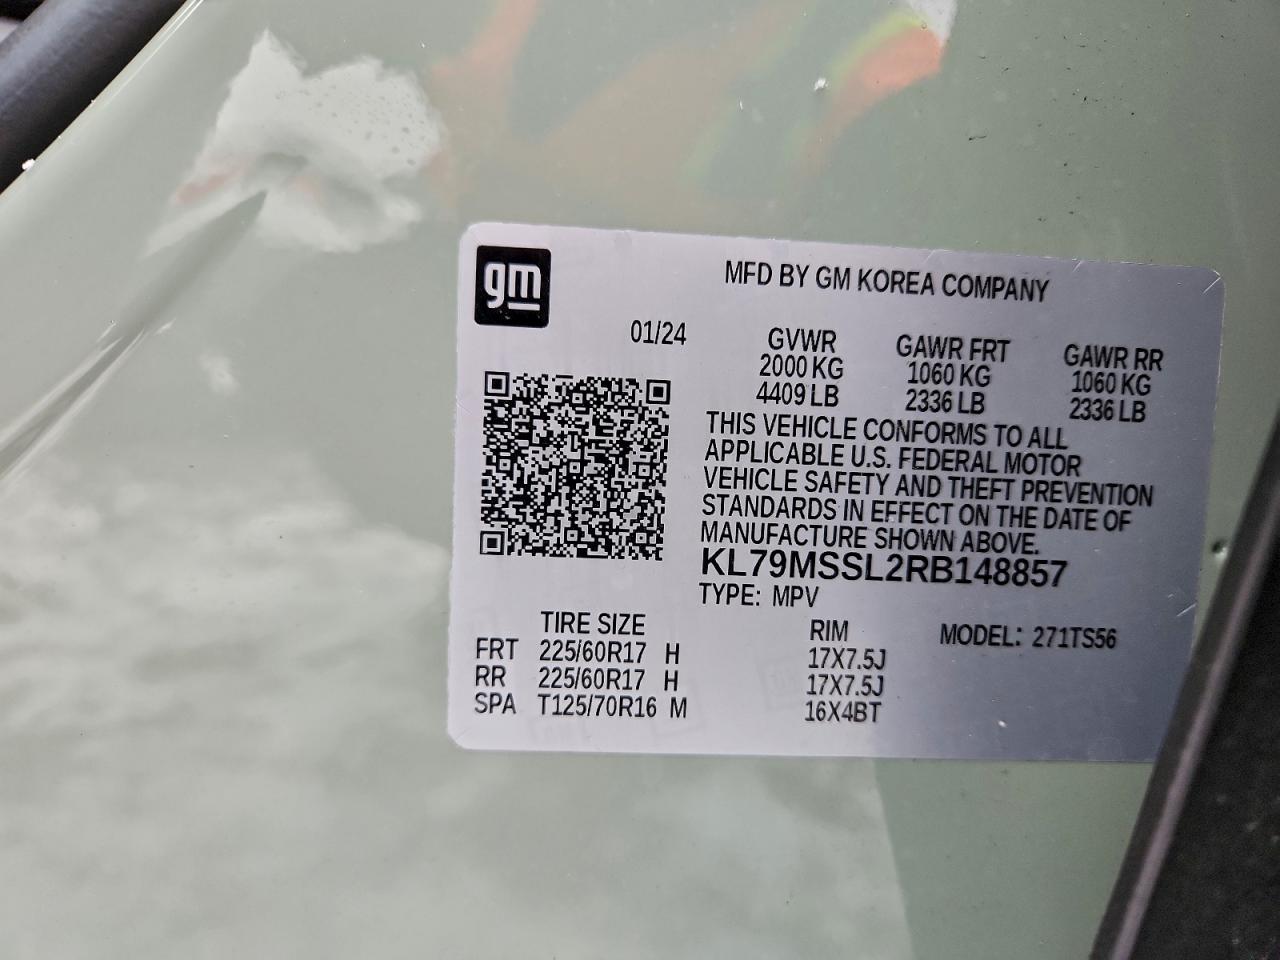 gm
MFD BY GM KOREA COMPANY
01/24
GVWR GAWR FRT GAWR RR
2000 KG 1060 KG 1060 KG
4409 LB 2336 LB 2336 LB
THIS VEHICLE CONFORMS TO ALL
APPLICABLE U.S. FEDERAL MOTOR
VEHICLE SAFETY AND THEFT PREVENTION
STANDARDS IN EFFECT ON THE DATE OF
MANUFACTURE SHOWN ABOVE.
KL79MSSL2RB148857
TYPE: MPV
TIRE SIZE RIM MODEL: 271TS56
FRT 225/60R17 H 17X7.5J
RR 225/60R17 H 17X7.5J
SPA T125/70R16 M 16X4BT